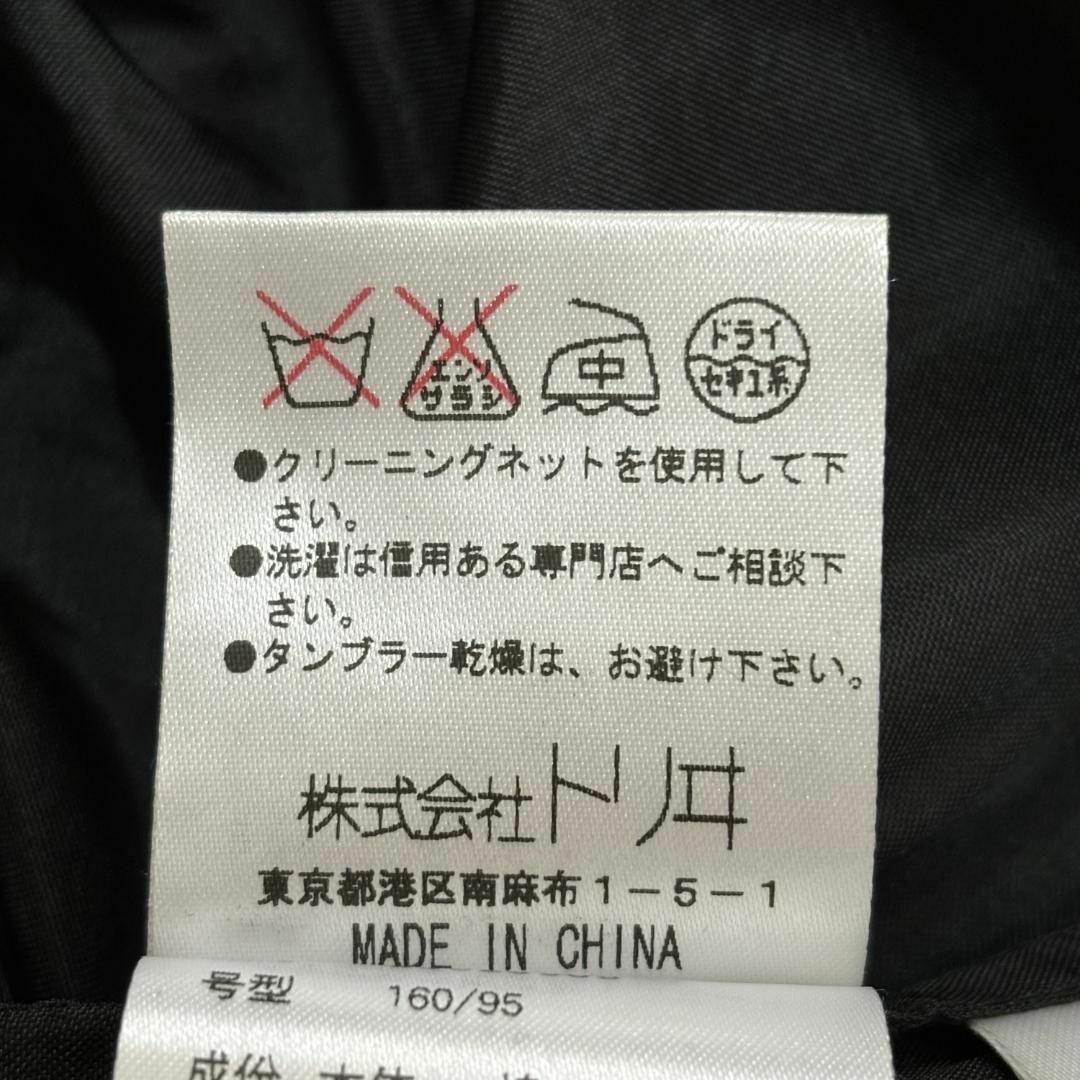 エンソ
サラシ
中
ドライ
セキユ系
●クリーニングネットを使用して下
さい。
●洗濯は信用ある専門店へご相談下
さい。
●タンブラー乾燥は、お避け下さい。
株式会社
東京都港区南麻布1-5-1
MADE IN CHINA
号型 160/95